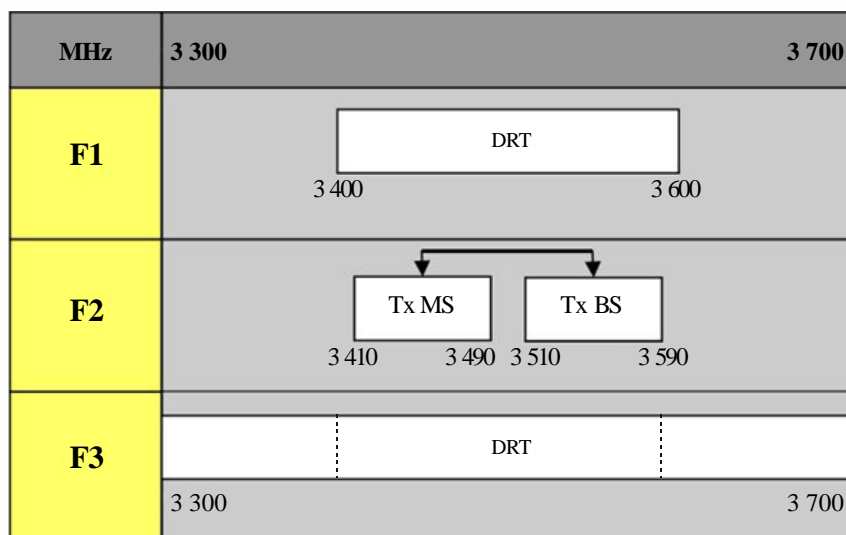 MHz 3 300 3 700
F1 DRT
3 400 3 600
F2 Tx MS Tx BS
3 410 3 490 3 510 3 590
F3 DRT
3 300 3 700